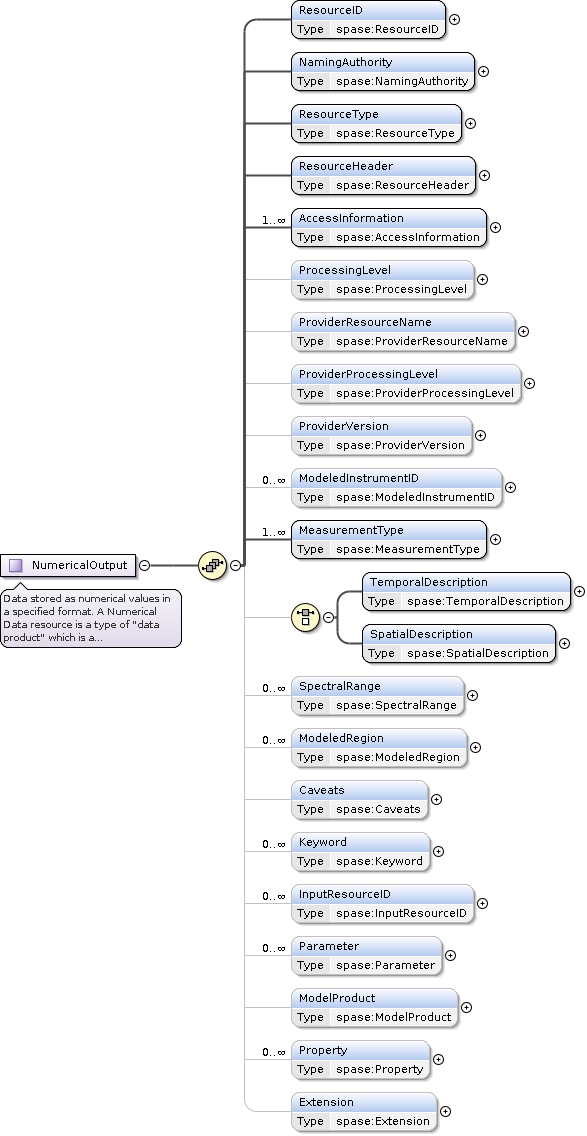 ResourceID
Type spase:ResourceID
NamingAuthority
Type spase:NamingAuthority
ResourceType
Type spase:ResourceType
ResourceHeader
Type spase:ResourceHeader
1..∞
AccessInformation
Type spase:AccessInformation
ProcessingLevel
Type spase:ProcessingLevel
ProviderResourceName
Type spase:ProviderResourceName
ProviderProcessingLevel
Type spase:ProviderProcessingLevel
ProviderVersion
Type spase:ProviderVersion
0..∞
ModeledInstrumentID
Type spase:ModeledInstrumentID
1..∞
MeasurementType
Type spase:MeasurementType
NumericalOutput
Data stored as numerical values in
a specified format. A Numerical
Data resource is a type of "data
product" which is a...
TemporalDescription
Type spase:TemporalDescription
SpatialDescription
Type spase:SpatialDescription
0..∞
SpectralRange
Type spase:SpectralRange
0..∞
ModeledRegion
Type spase:ModeledRegion
Caveats
Type spase:Caveats
0..∞
Keyword
Type spase:Keyword
0..∞
InputResourceID
Type spase:InputResourceID
0..∞
Parameter
Type spase:Parameter
ModelProduct
Type spase:ModelProduct
0..∞
Property
Type spase:Property
Extension
Type spase:Extension